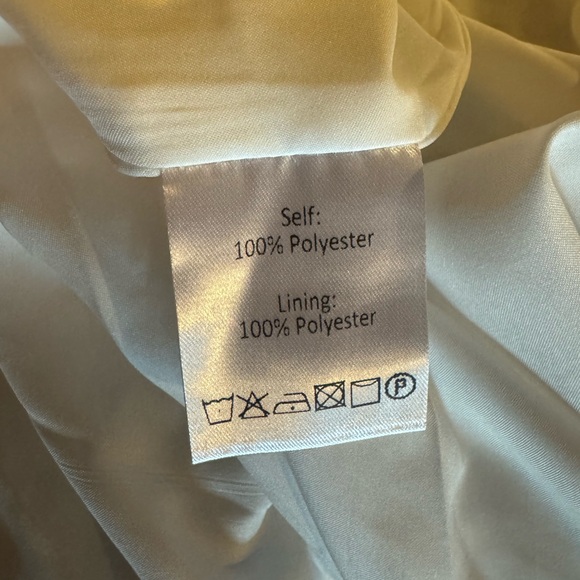 Self:
100% Polyester
Lining:
100% Polyester
P